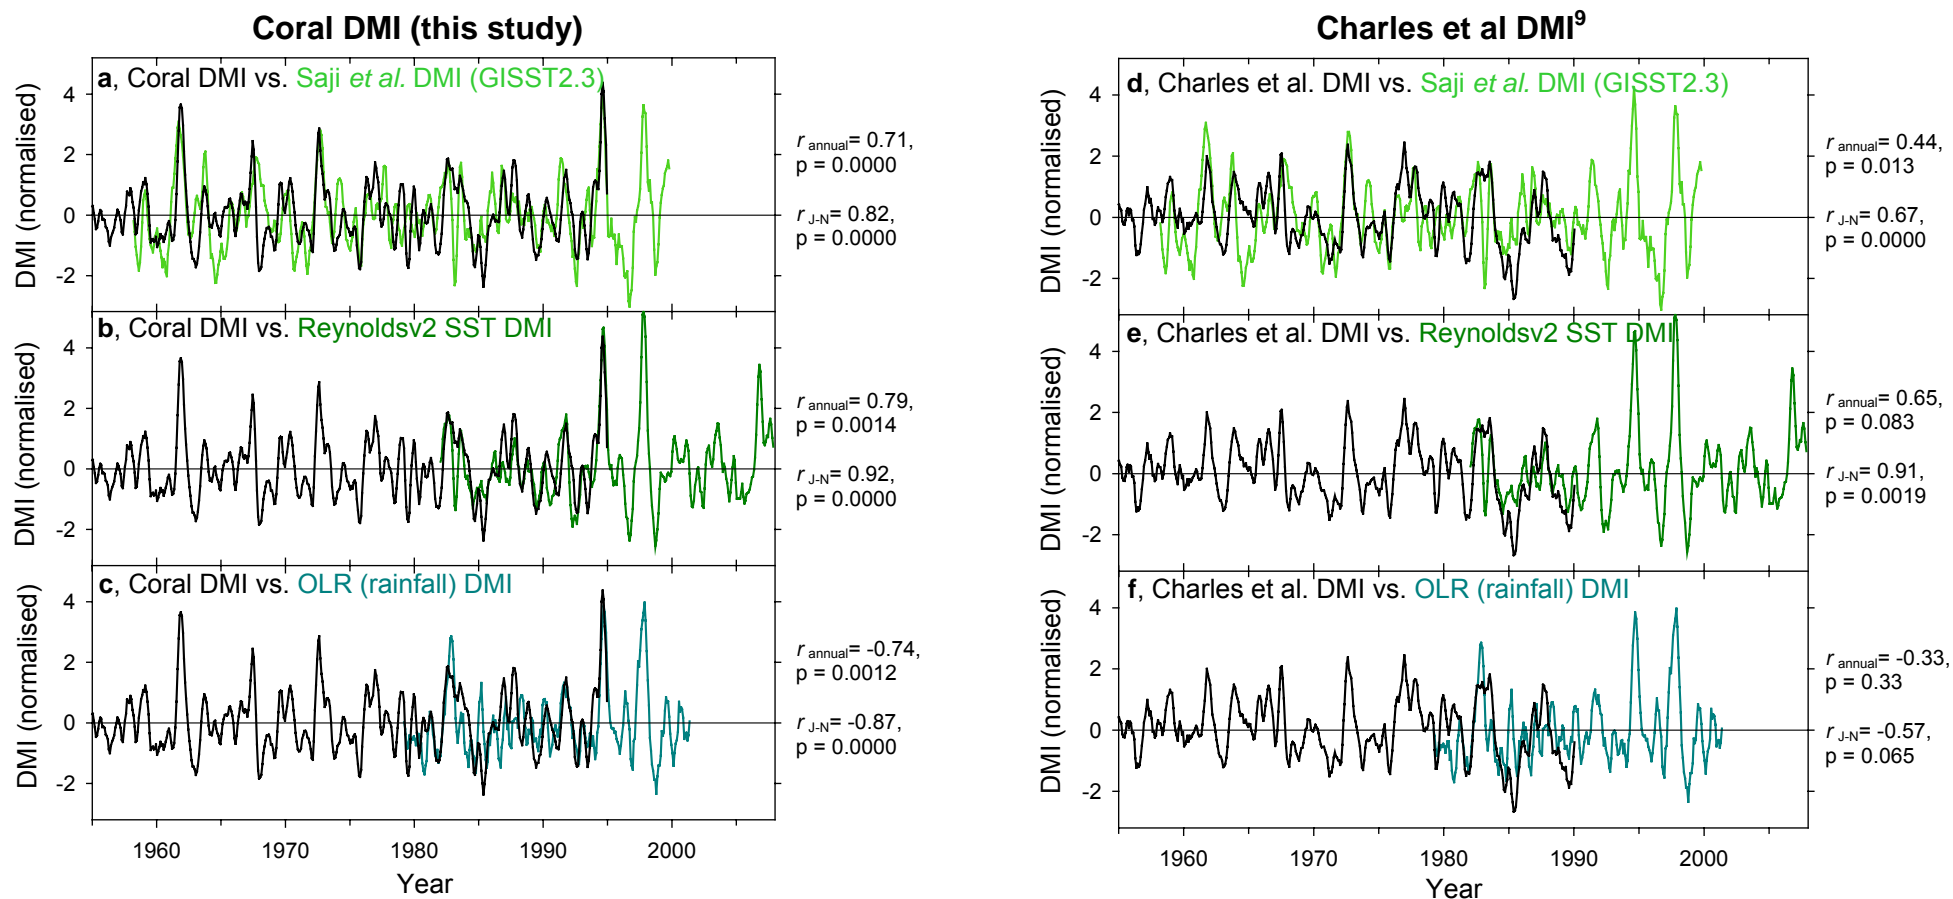 Coral DMI (this study)
a, Coral DMI vs. Saji et al. DMI (GISST2.3)
DMI (normalised)
4
2
0
-2
r annual= 0.71,
p = 0.0000
r J-N= 0.82,
p = 0.0000
b, Coral DMI vs. Reynoldsv2 SST DMI
DMI (normalised)
4
2
0
-2
r annual= 0.79,
p = 0.0014
r J-N= 0.92,
p = 0.0000
c, Coral DMI vs. OLR (rainfall) DMI
DMI (normalised)
4
2
0
-2
r annual= -0.74,
p = 0.0012
r J-N= -0.87,
p = 0.0000
1960 1970 1980 1990 2000
Year
Charles et al DMI9
d, Charles et al. DMI vs. Saji et al. DMI (GISST2.3)
DMI (normalised)
4
2
0
-2
r annual= 0.44,
p = 0.013
r J-N= 0.67,
p = 0.0000
e, Charles et al. DMI vs. Reynoldsv2 SST DMI
DMI (normalised)
4
2
0
-2
r annual= 0.65,
p = 0.083
r J-N= 0.91,
p = 0.0019
f, Charles et al. DMI vs. OLR (rainfall) DMI
DMI (normalised)
4
2
0
-2
r annual= -0.33,
p = 0.33
r J-N= -0.57,
p = 0.065
1960 1970 1980 1990 2000
Year